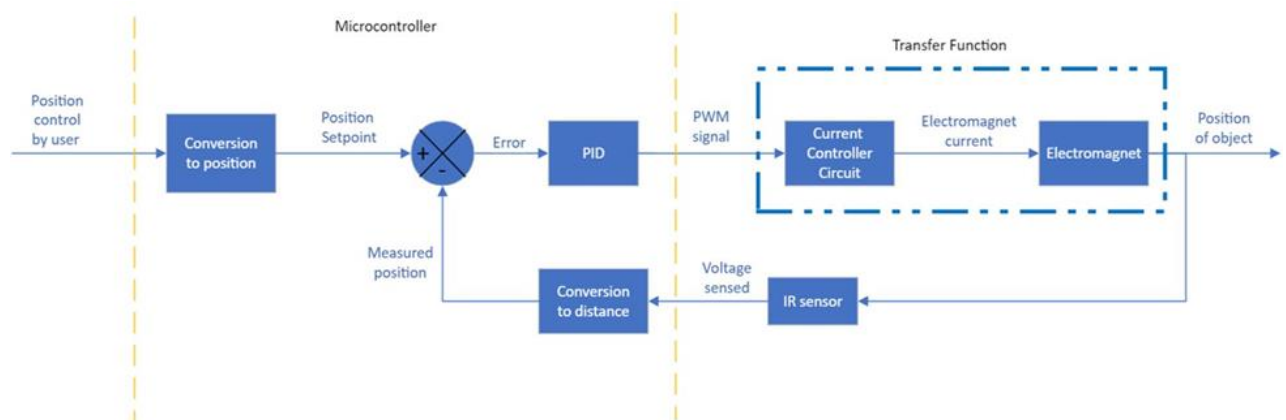 Microcontroller
Transfer Function
Position
control
by user
Conversion
to position
Position
Setpoint
+
-
Error
PID
PWM
signal
Current
Controller
Circuit
Electromagnet
current
Electromagnet
Position
of object
Measured
position
Conversion
to distance
Voltage
sensed
IR sensor